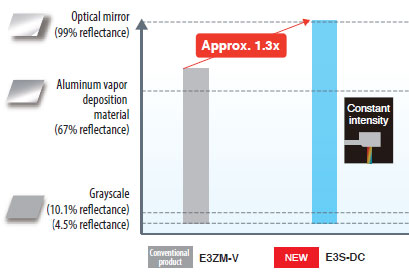 Optical mirror
(99% reflectance)
Approx. 1.3x
Aluminum vapor
deposition
material
(67% reflectance)
Constant
intensity
Grayscale
(10.1% reflectance)
(4.5% reflectance)
Conventional
product
E3ZM-V
NEW
E3S-DC